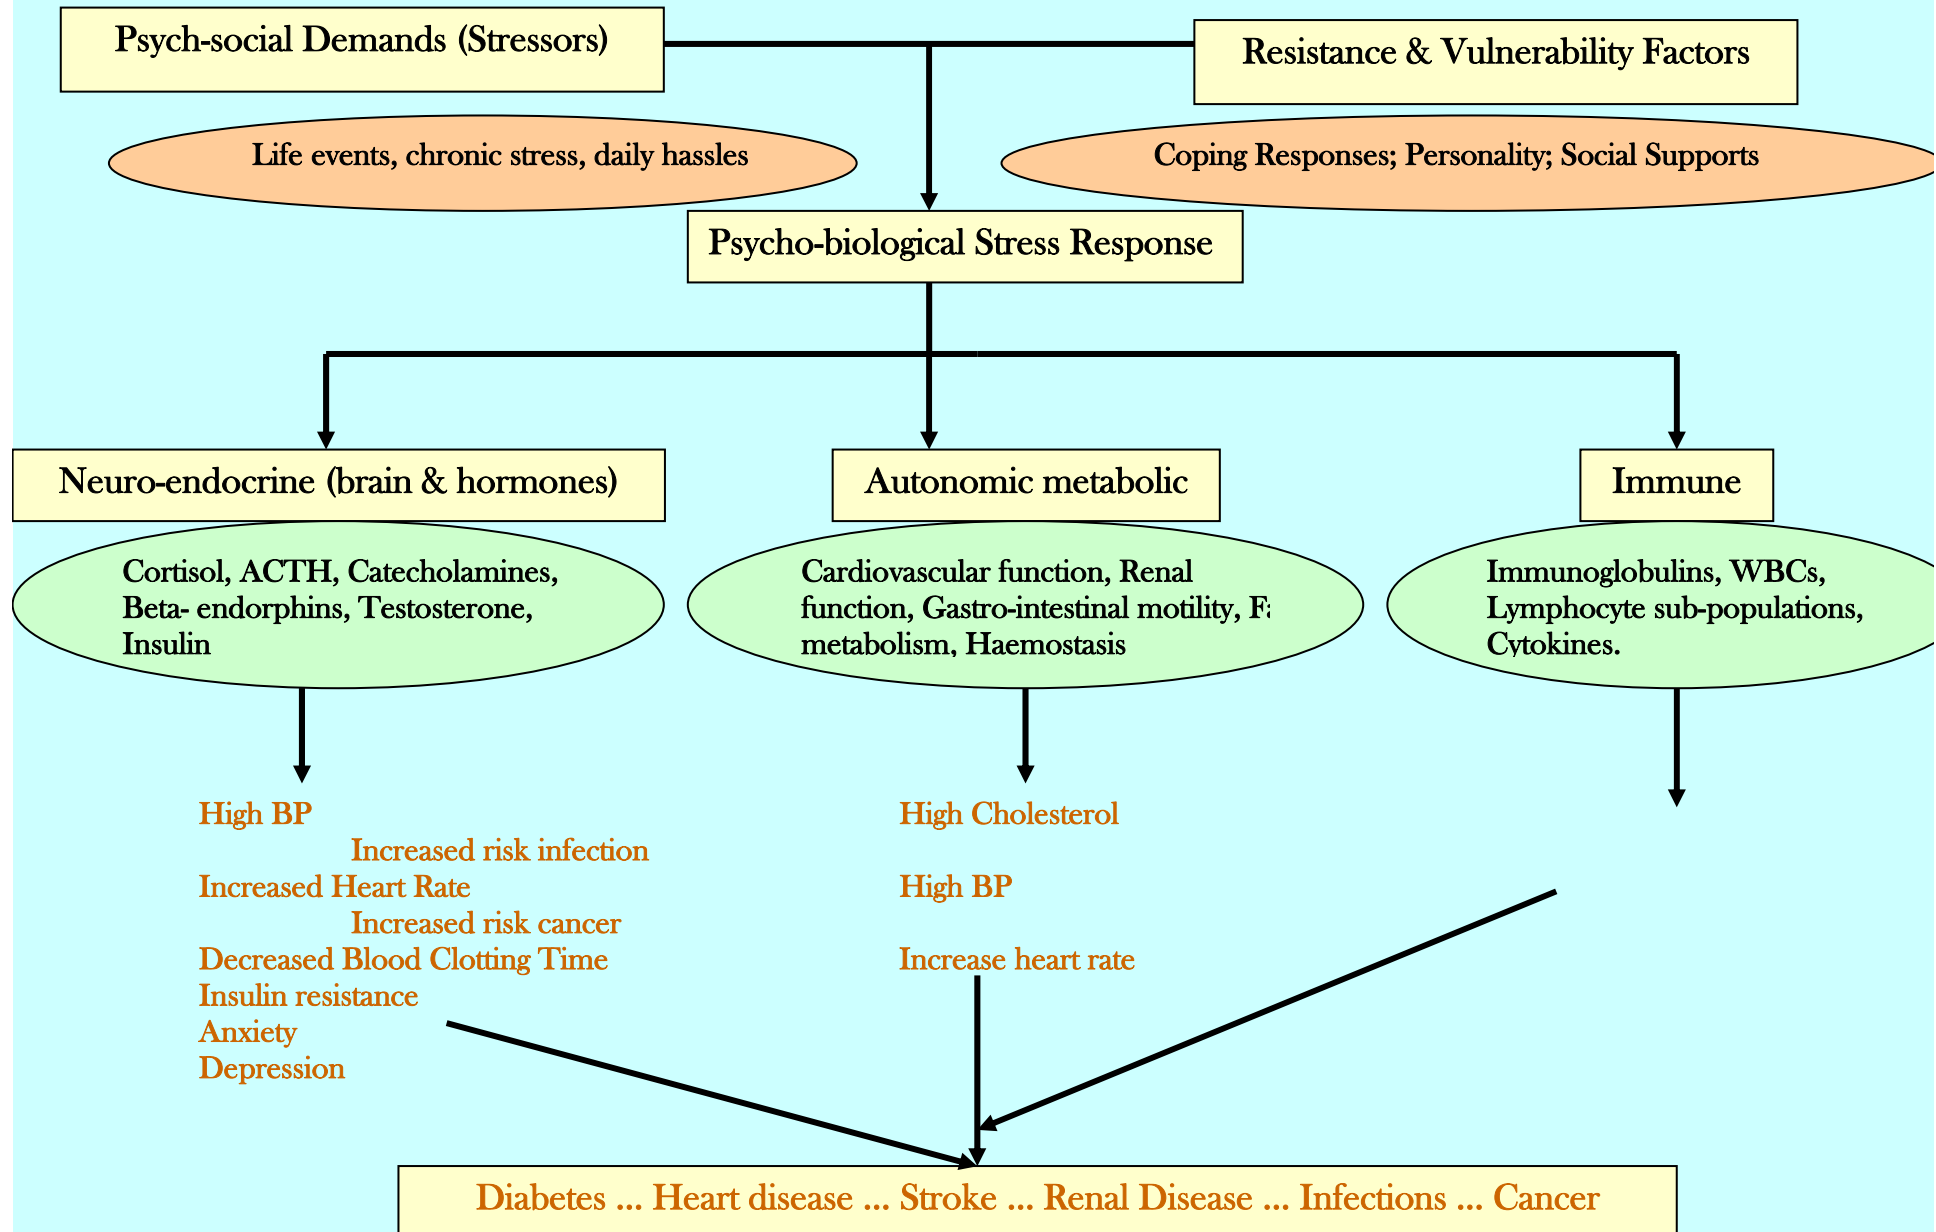 Psych-social Demands (Stressors)
Resistance & Vulnerability Factors
Life events, chronic stress, daily hassles
Coping Responses; Personality; Social Supports
Psycho-biological Stress Response
Neuro-endocrine (brain & hormones)
Autonomic metabolic
Immune
Cortisol, ACTH, Catecholamines,
Beta- endorphins, Testosterone,
Insulin
Cardiovascular function, Renal
function, Gastro-intestinal motility,
metabolism, Haemostasis
Immunoglobulins, WBCs,
Lymphocyte sub-populations,
Cytokines.
High BP
Increased risk infection
Increased Heart Rate
Increased risk cancer
Decreased Blood Clotting Time
Insulin resistance
Anxiety
Depression
High Cholesterol
High BP
Increase heart rate
Diabetes ... Heart disease ... Stroke ... Renal Disease ... Infections ... Cancer